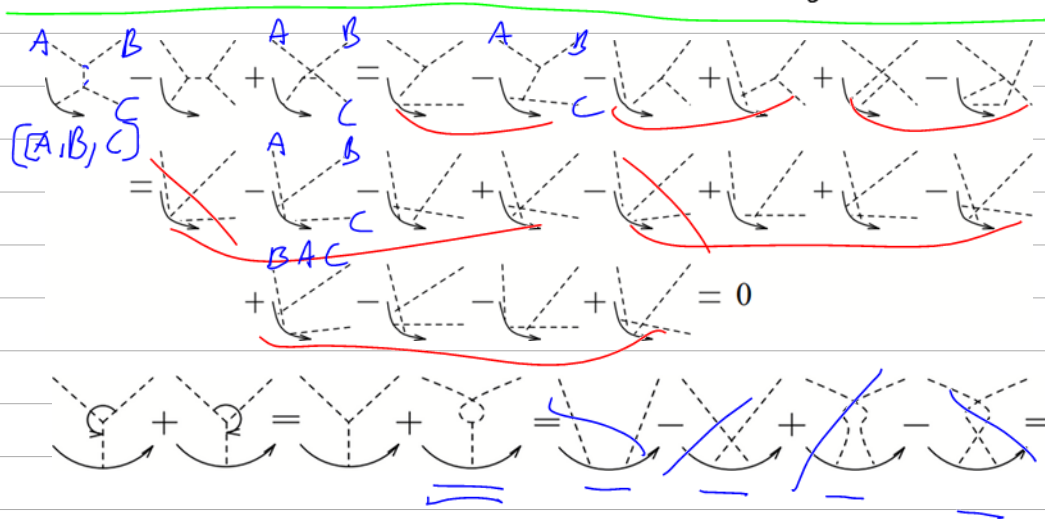 A B − + A B = − A B − + + −
C C C
[[A,B,C]
= − A B − + − + + −
C
B A C
+ − − + = 0
+ = + = − + − =